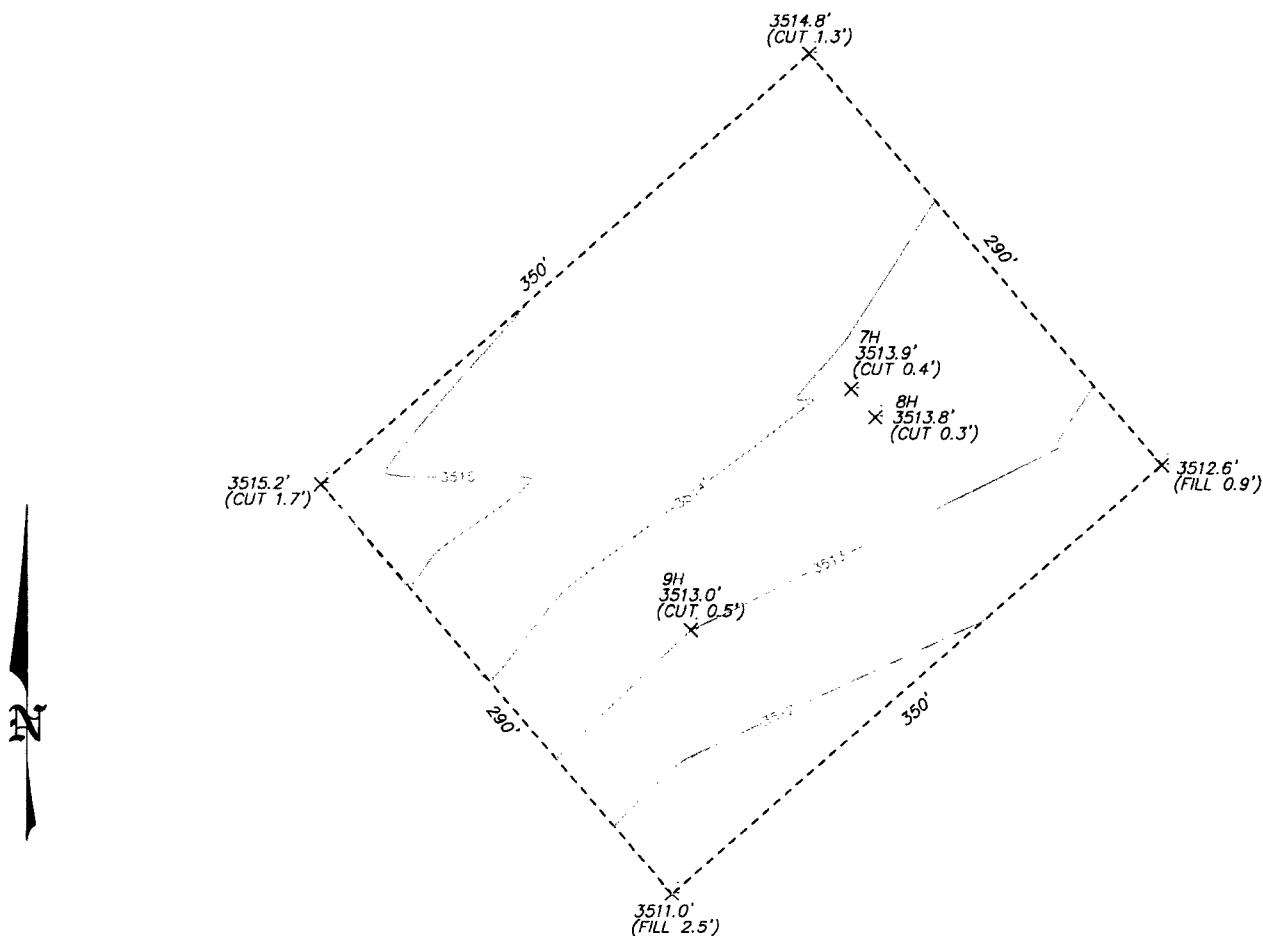 3514.8'
(CUT 1.3')
350'
290'
7H
3513.9'
(CUT 0.4')
8H
3513.8'
(CUT 0.3')
3515.2'
(CUT 1.7')
3512.6'
(FILL 0.9')
3514'
9H
3513.0'
(CUT 0.5')
290'
350'
N
3511.0'
(FILL 2.5')